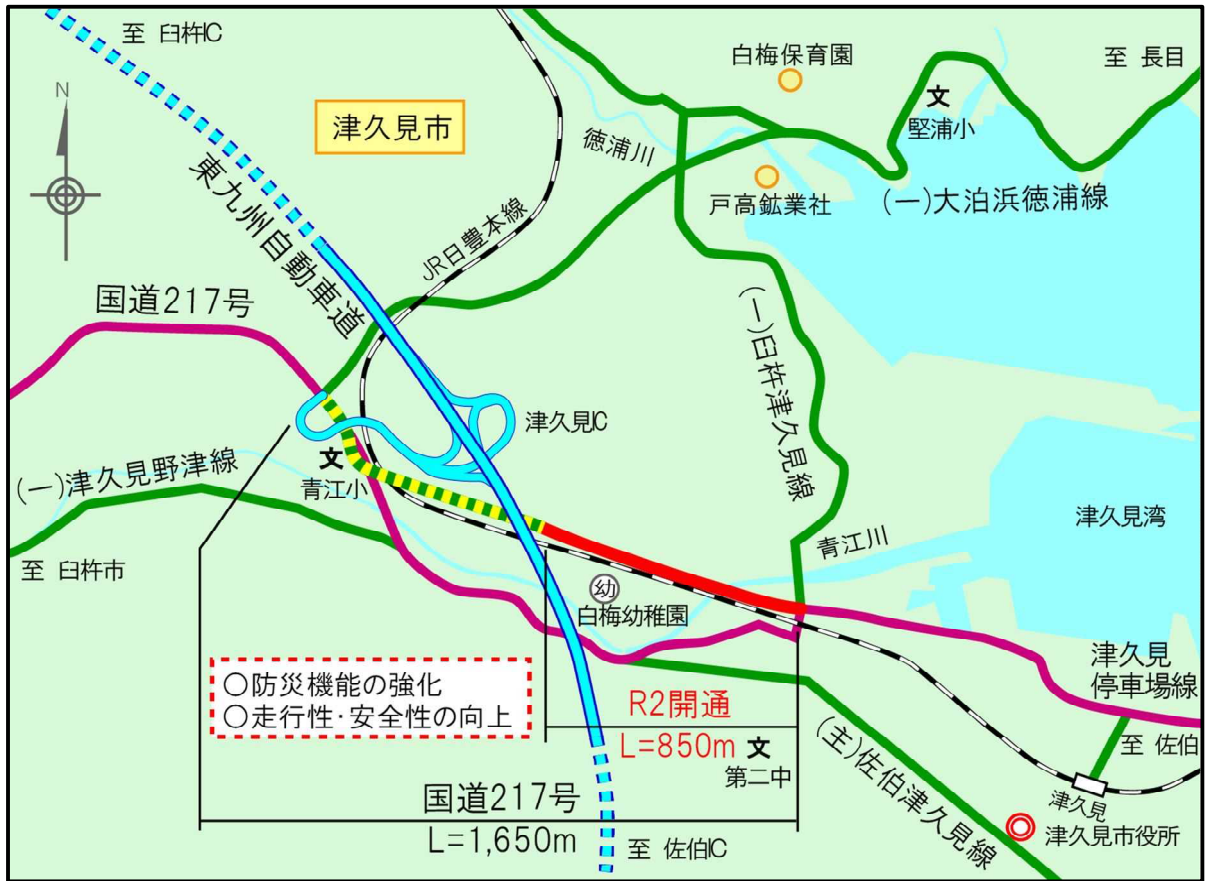 至 臼杵IC
白梅保育園
至 長目
N
文
堅浦小
津久見市
徳浦川
戸高鉱業社
(一)大泊浜徳浦線
東九州自動車道
JR日豊本線
国道217号
(一)臼杵津久見線
津久見IC
文
青江小
(一)津久見野津線
津久見湾
青江川
至 臼杵市
幼
白梅幼稚園
津久見
停車場線
○防災機能の強化
○走行性・安全性の向上
R2開通
L=850m
文
第二中
至 佐伯
(主)佐伯津久見線
国道217号
L=1,650m
至 佐伯IC
津久見
津久見市役所